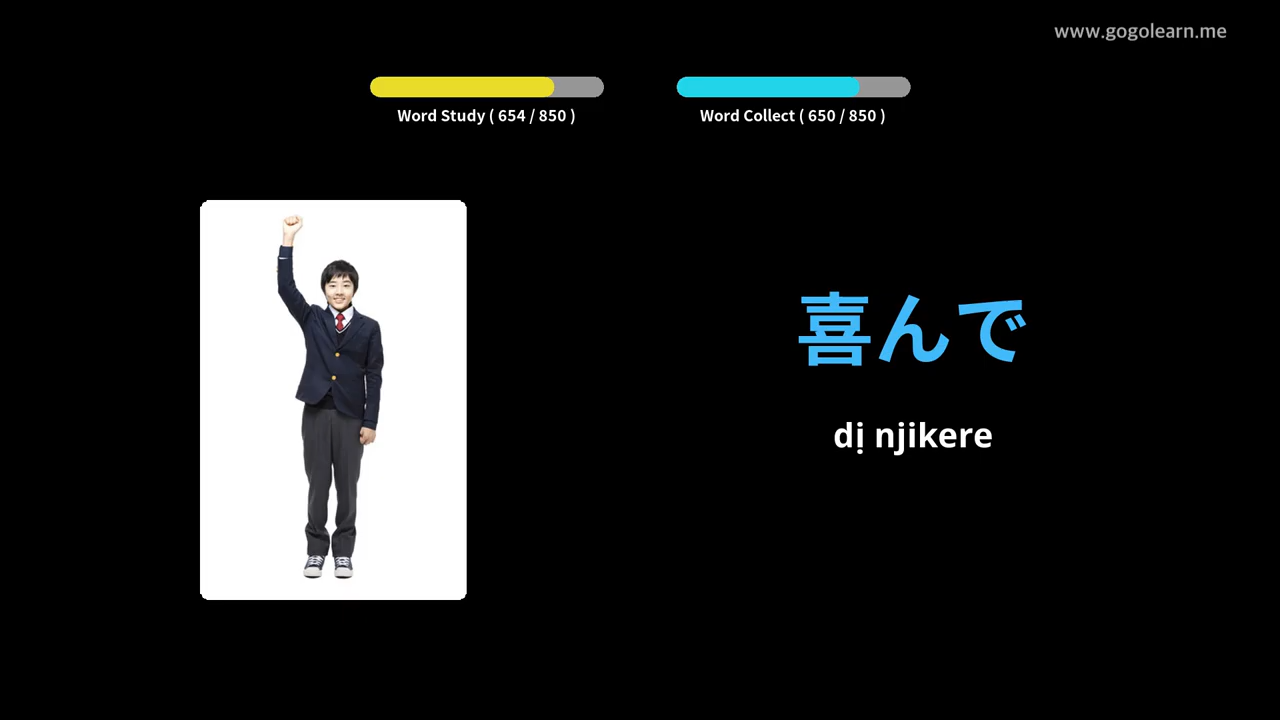 www.gogolearn.me
Word Study ( 654 / 850 )
Word Collect ( 650 / 850 )
喜んで
dị njikere